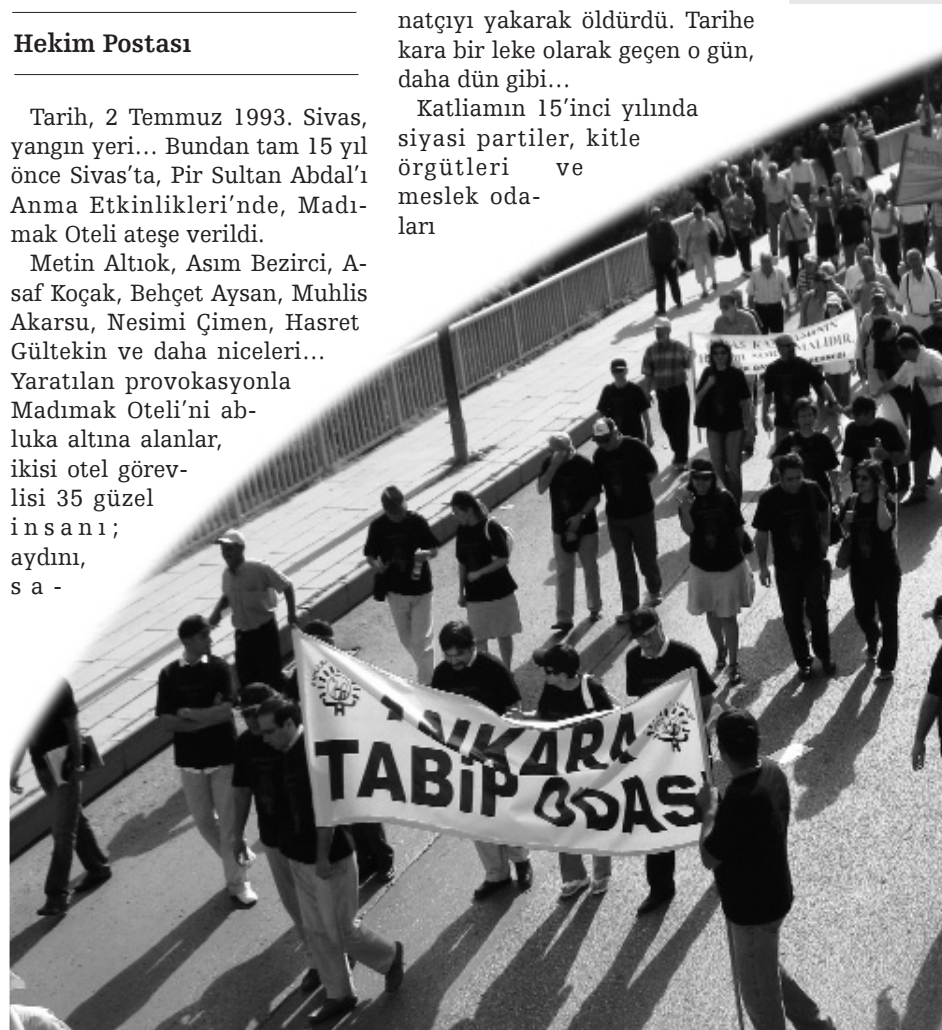 Hekim Postası
Tarih, 2 Temmuz 1993. Sivas,
yangın yeri… Bundan tam 15 yıl
önce Sivas’ta, Pir Sultan Abdal’ı
Anma Etkinlikleri’nde, Madı-
mak Oteli ateşe verildi.
Metin Altıok, Asım Bezirci, A-
saf Koçak, Behçet Aysan, Muhlis
Akarsu, Nesimi Çimen, Hasret
Gültekin ve daha niceleri…
Yaratılan provokasyonla
Madımak Oteli’ni ab-
luka altına alanlar,
ikisi otel görev-
lisi 35 güzel
insanı;
aydını,
sa-
natçıyı yakarak öldürdü. Tarihe
kara bir leke olarak geçen o gün,
daha dün gibi…
Katliamın 15’inci yılında
siyasi partiler, kitle
örgütleri ve
meslek oda-
ları
ANKARA
TABİP ODAS